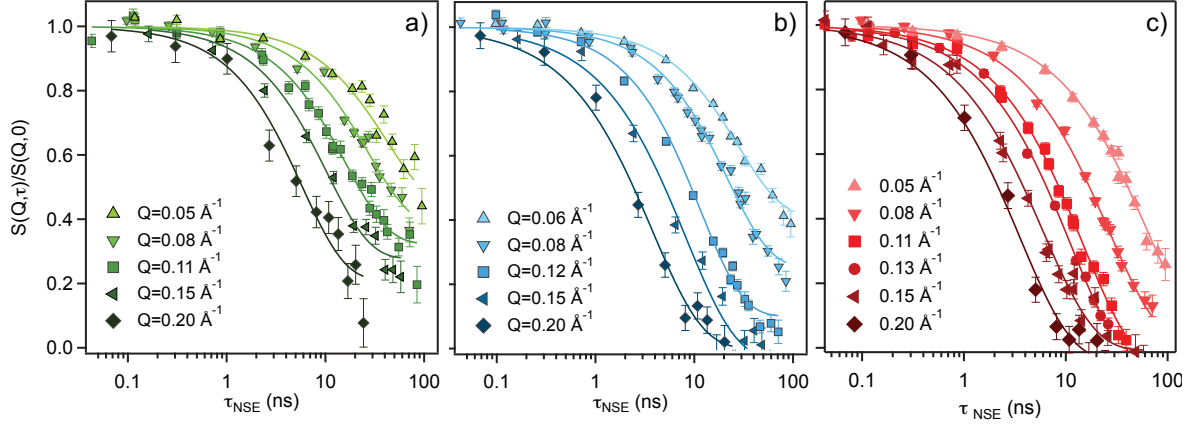 a)
b)
c)
S(Q,τ)/S(Q,0)
1.0
0.8
0.6
0.4
0.2
0.0
Q=0.05 Å⁻¹
Q=0.08 Å⁻¹
Q=0.11 Å⁻¹
Q=0.15 Å⁻¹
Q=0.20 Å⁻¹
Q=0.06 Å⁻¹
Q=0.08 Å⁻¹
Q=0.12 Å⁻¹
Q=0.15 Å⁻¹
Q=0.20 Å⁻¹
0.05 Å⁻¹
0.08 Å⁻¹
0.11 Å⁻¹
0.13 Å⁻¹
0.15 Å⁻¹
0.20 Å⁻¹
0.1 1 10 100
0.1 1 10 100
0.1 1 10 100
τNSE (ns)
τNSE (ns)
τ NSE (ns)